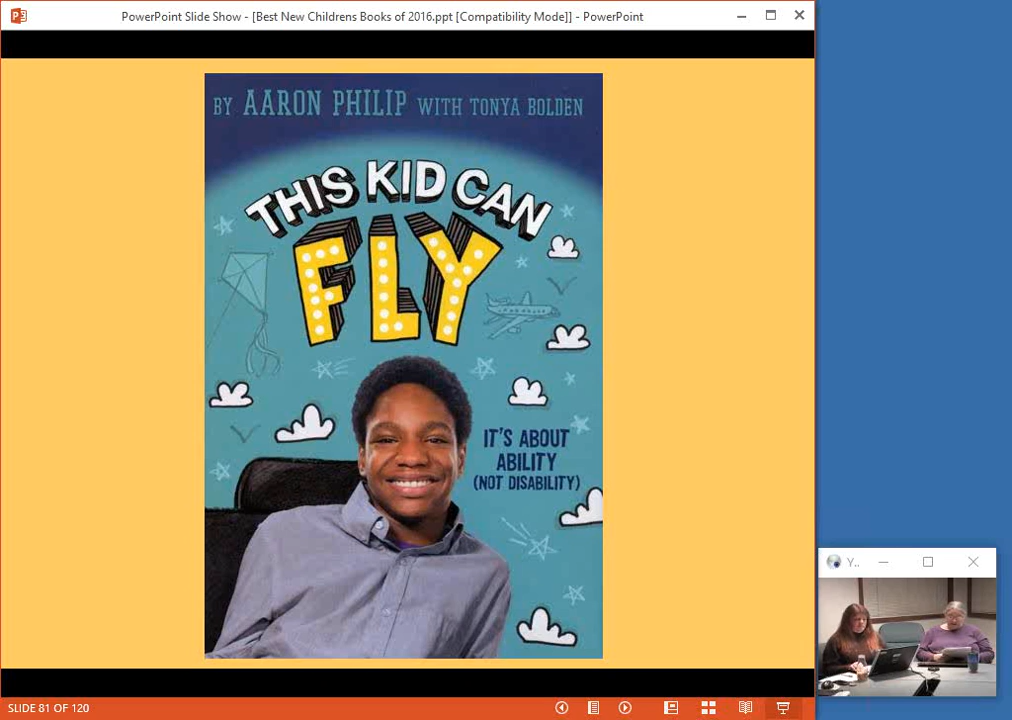 PowerPoint Slide Show - [Best New Childrens Books of 2016.ppt [Compatibility Mode]] - PowerPoint
BY AARON PHILIP WITH TONYA BOLDEN
THIS KID CAN
FLY
IT'S ABOUT
ABILITY
(NOT DISABILITY)
Y..
SLIDE 81 OF 120